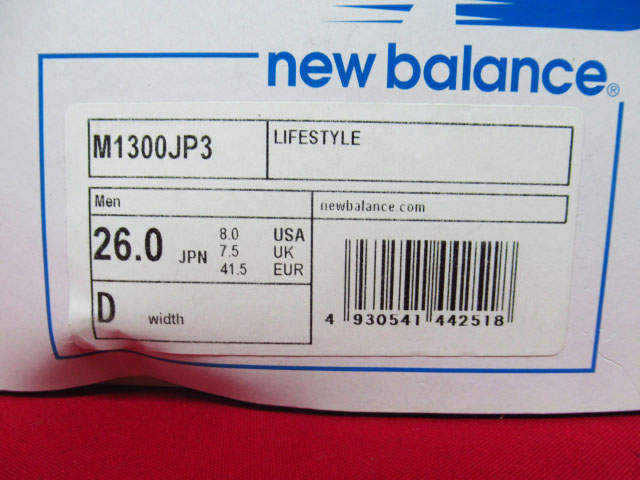 new balance®
M1300JP3
LIFESTYLE
Men
newbalance.com
26.0 JPN
8.0 USA
7.5 UK
41.5 EUR
D width
4 930541 442518